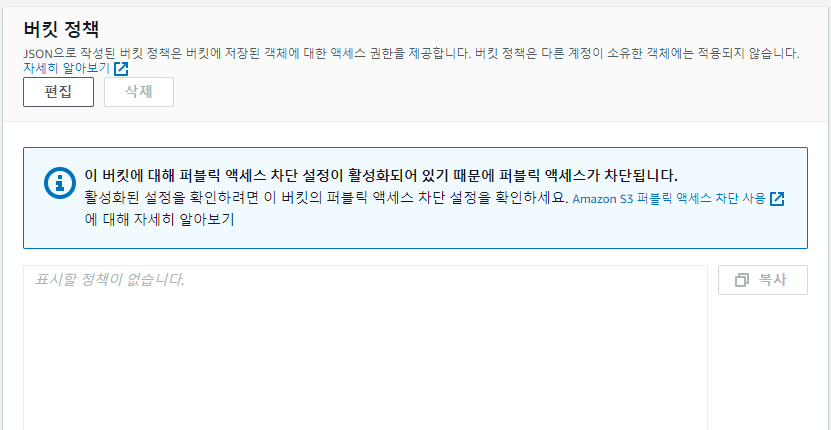 버킷 정책
JSON으로 작성된 버킷 정책은 버킷에 저장된 객체에 대한 액세스 권한을 제공합니다. 버킷 정책은 다른 계정이 소유한 객체에는 적용되지 않습니다.
자세히 알아보기
편집 삭제
이 버킷에 대해 퍼블릭 액세스 차단 설정이 활성화되어 있기 때문에 퍼블릭 액세스가 차단됩니다.
활성화된 설정을 확인하려면 이 버킷의 퍼블릭 액세스 차단 설정을 확인하세요. Amazon S3 퍼블릭 액세스 차단 사용
에 대해 자세히 알아보기
표시할 정책이 없습니다. 복사